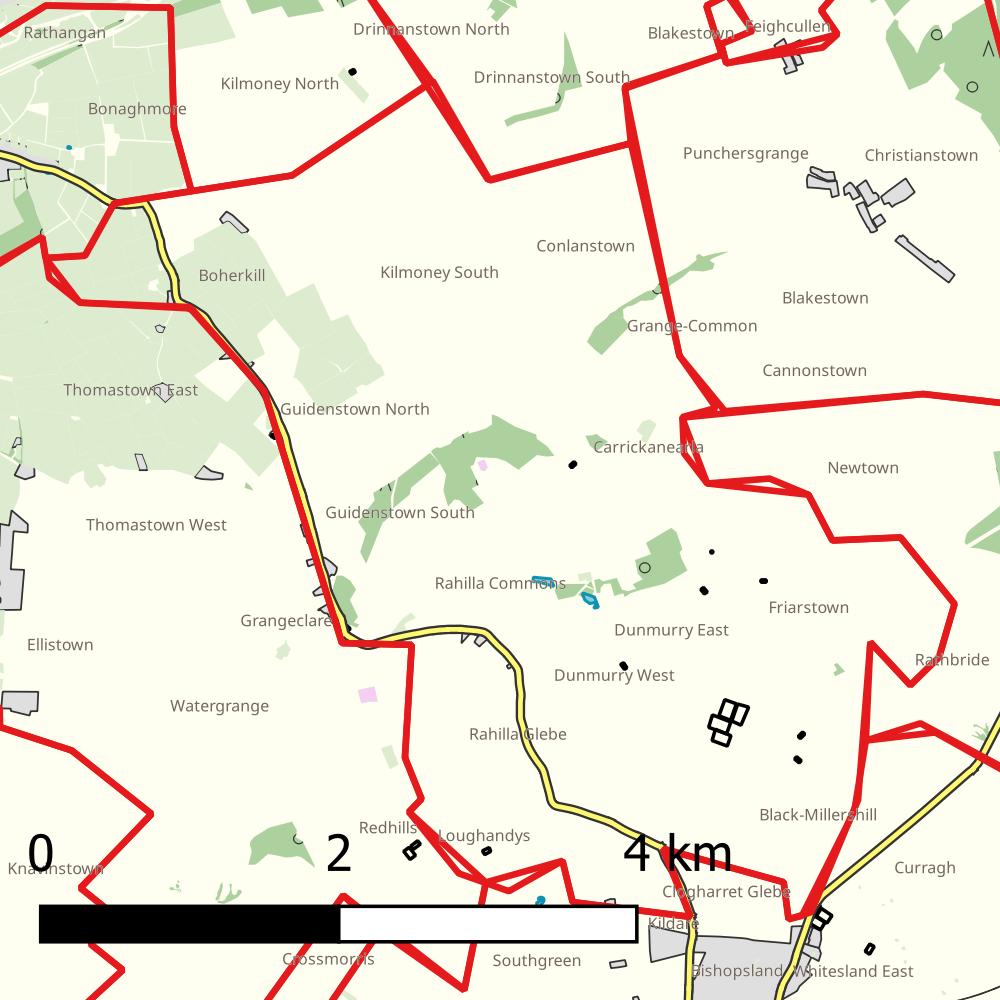 Rathangan
Drinnanstown North
Blakestown
Feighcullen
Kilmoney North
Drinnanstown South
Bonaghmore
Punchersgrange
Christianstown
Conlanstown
Boherkill
Kilmoney South
Blakestown
Grange-Common
Cannonstown
Thomastown East
Guidenstown North
Carrickanearla
Newtown
Guidenstown South
Thomastown West
Rahilla Commons
Friarstown
Grangeclare
Dunmurry East
Ellistown
Rathbride
Dunmurry West
Watergrange
Rahilla Glebe
Black-Millershill
Redhills
Loughandys
0
2
4 km
Knavinstown
Curragh
Clogharret Glebe
Kildare
Crossmorris
Southgreen
Bishopsland
Whitesland East